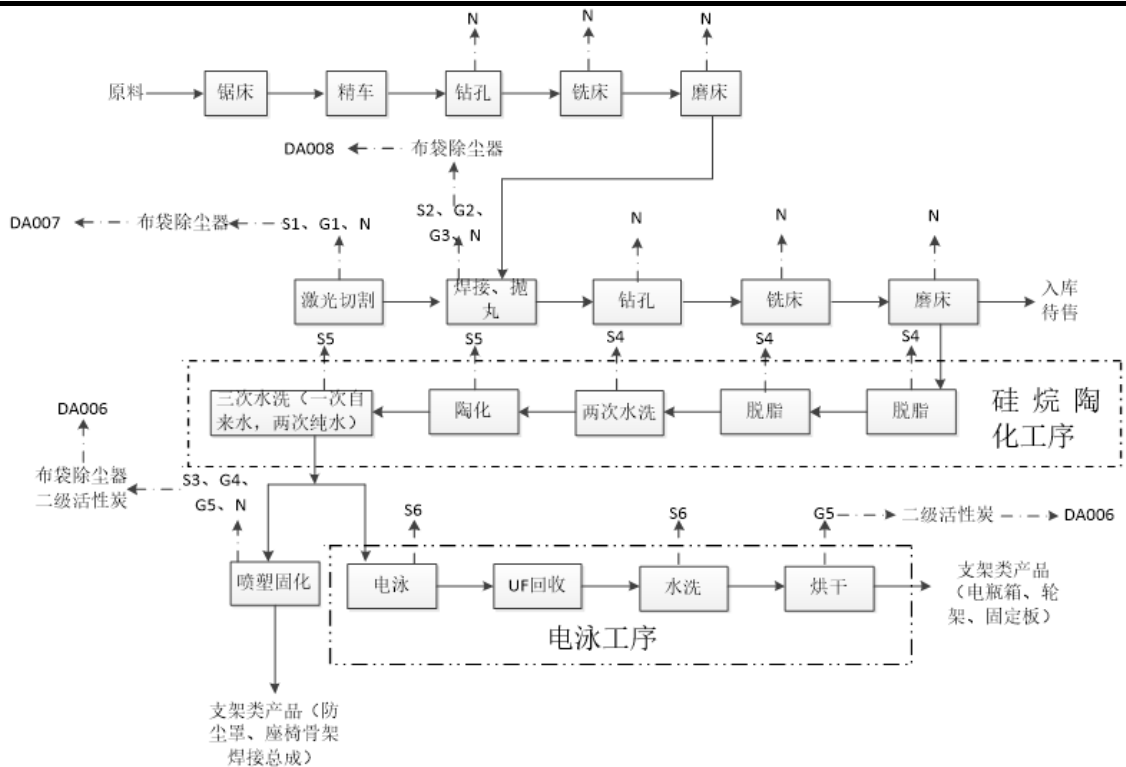 N
N
N
原料
锯床
精车
钻孔
铣床
磨床
DA008
布袋除尘器
DA007
布袋除尘器
S1、G1、N
S2、G2、
G3、N
N
N
N
激光切割
焊接、抛
丸
钻孔
铣床
磨床
入库
待售
S5
S5
S4
S4
S4
三次水洗（一次自
来水，两次纯水）
陶化
两次水洗
脱脂
脱脂
硅烷陶
化工序
DA006
布袋除尘器
二级活性炭
S3、G4、
G5、N
S6
S6
G5
二级活性炭
DA006
喷塑固化
电泳
UF回收
水洗
烘干
支架类产品
（电瓶箱、轮
架、固定板）
电泳工序
支架类产品（防
尘罩、座椅骨架
焊接总成）